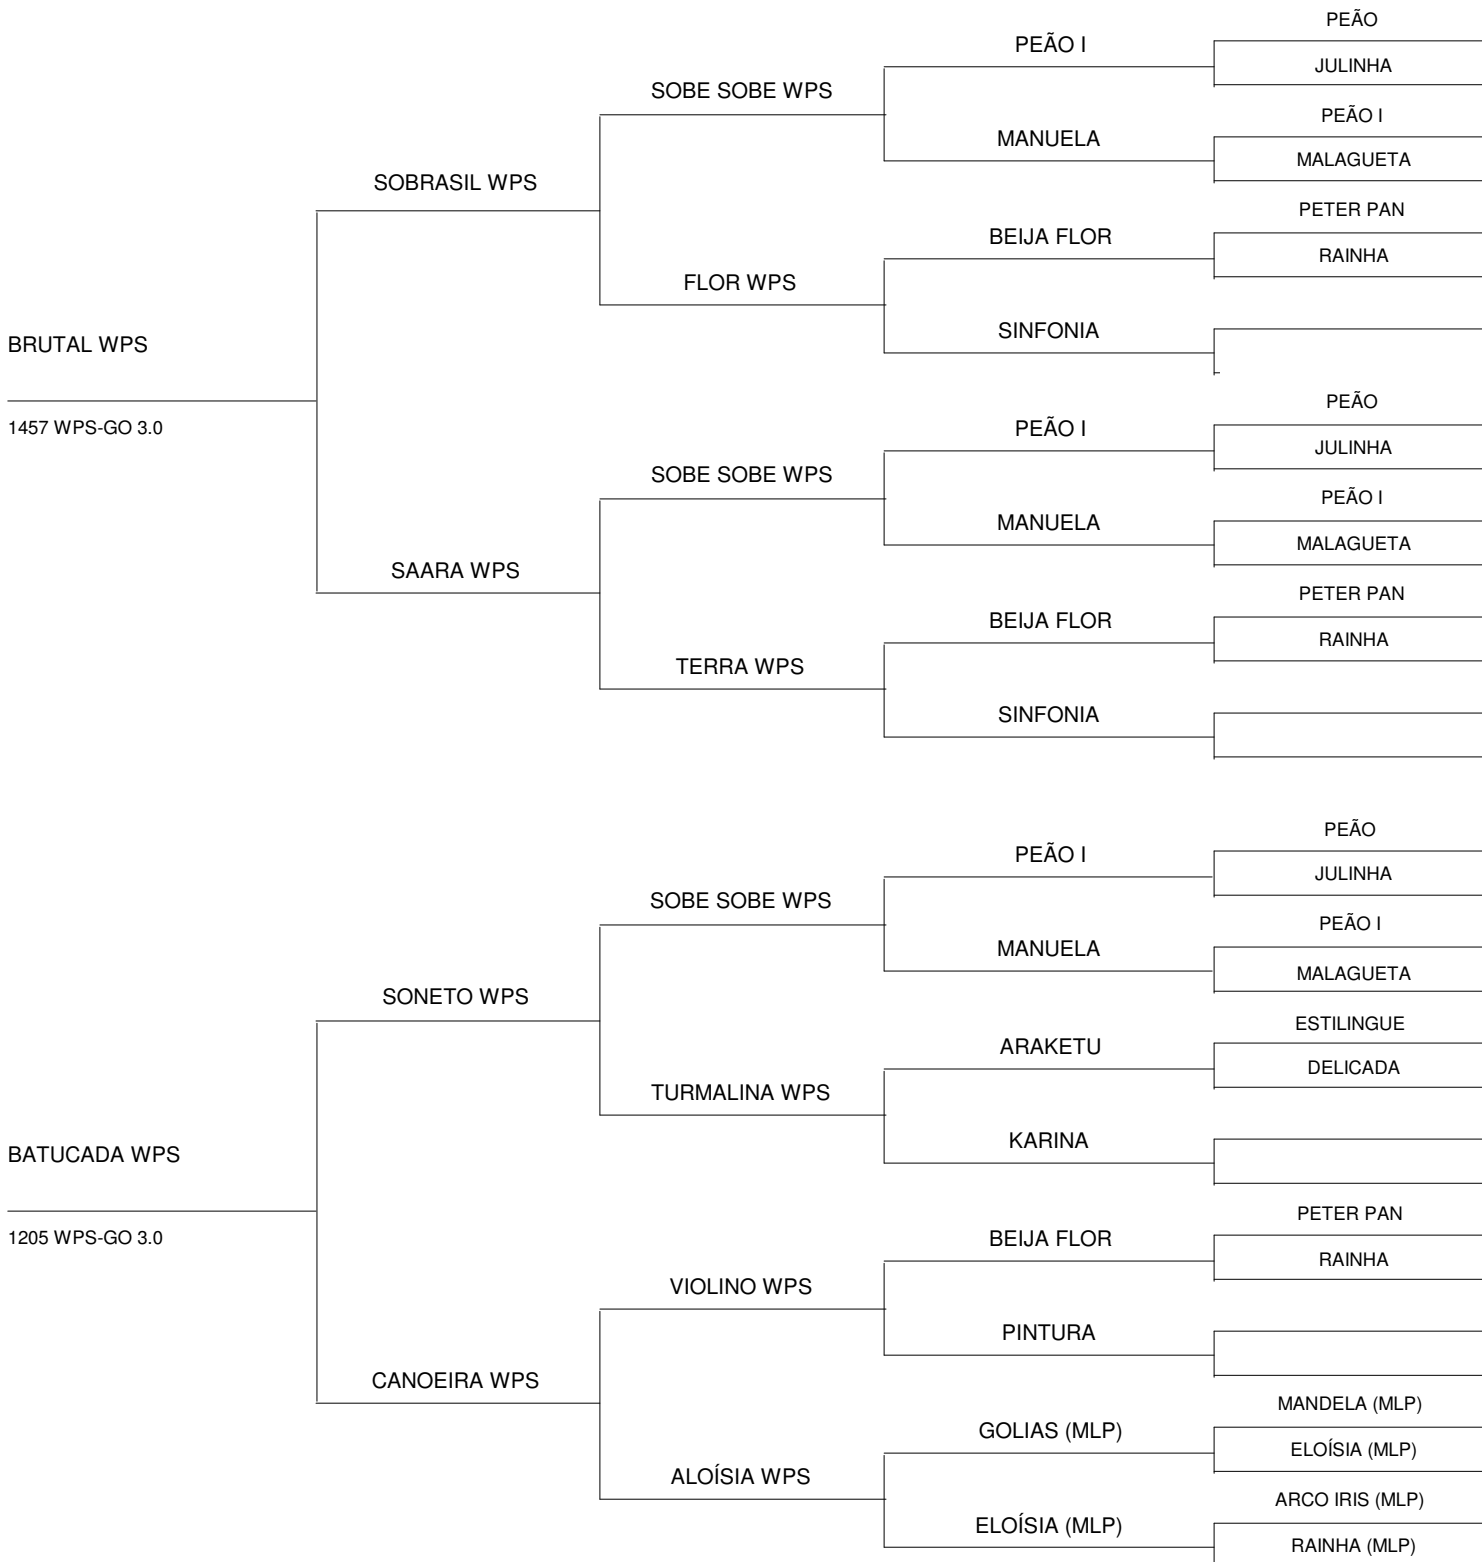 PEÃO
PEÃO I
JULINHA
SOBE SOBE WPS
PEÃO I
MANUELA
MALAGUETA
SOBRASIL WPS
PETER PAN
BEIJA FLOR
RAINHA
FLOR WPS
SINFONIA
BRUTAL WPS
1457 WPS-GO 3.0
PEÃO
PEÃO I
JULINHA
SOBE SOBE WPS
PEÃO I
MANUELA
MALAGUETA
SAARA WPS
PETER PAN
BEIJA FLOR
RAINHA
TERRA WPS
SINFONIA
PEÃO
PEÃO I
JULINHA
SOBE SOBE WPS
PEÃO I
MANUELA
MALAGUETA
SONETO WPS
ESTILINGUE
ARAKETU
DELICADA
TURMALINA WPS
KARINA
BATUCADA WPS
1205 WPS-GO 3.0
PETER PAN
BEIJA FLOR
RAINHA
VIOLINO WPS
PINTURA
CANOEIRA WPS
MANDELA (MLP)
GOLIAS (MLP)
ELOÍSIA (MLP)
ALOÍSIA WPS
ARCO IRIS (MLP)
ELOÍSIA (MLP)
RAINHA (MLP)